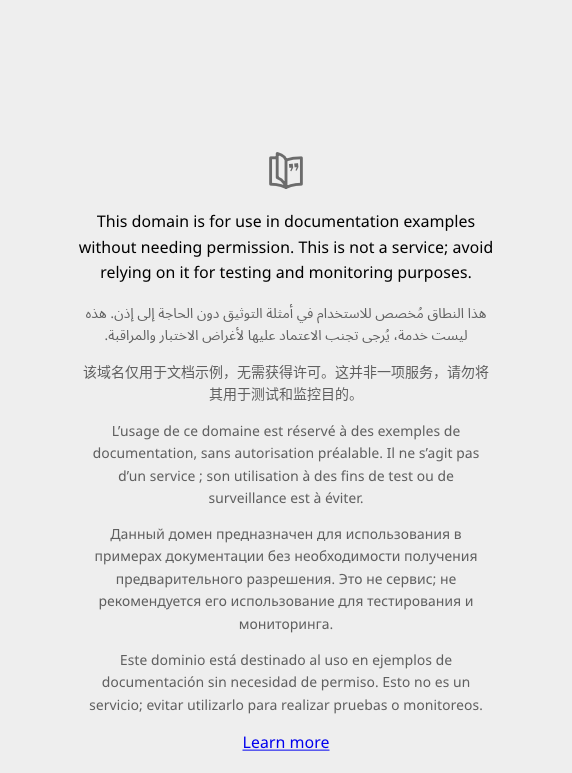 This domain is for use in documentation examples
without needing permission. This is not a service; avoid
relying on it for testing and monitoring purposes.
هذا النطاق مُخصص للاستخدام في أمثلة التوثيق دون الحاجة إلى إذن. هذه
ليست خدمة، يُرجى تجنب الاعتماد عليها لأغراض الاختبار والمراقبة.
该域名仅用于文档示例，无需获得许可。这并非一项服务，请勿将
其用于测试和监控目的。
L’usage de ce domaine est réservé à des exemples de
documentation, sans autorisation préalable. Il ne s’agit pas
d’un service ; son utilisation à des fins de test ou de
surveillance est à éviter.
Данный домен предназначен для использования в
примерах документации без необходимости получения
предварительного разрешения. Это не сервис; не
рекомендуется его использование для тестирования и
мониторинга.
Este dominio está destinado al uso en ejemplos de
documentación sin necesidad de permiso. Esto no es un
servicio; evitar utilizarlo para realizar pruebas o monitoreos.
Learn more